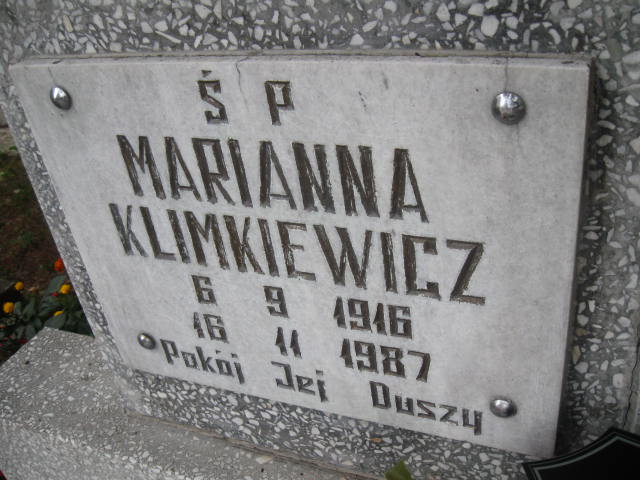 Ś P
MARIANNA
KLIMKIEWICZ
6 9 1916
16 11 1987
Pokój Jej Duszy